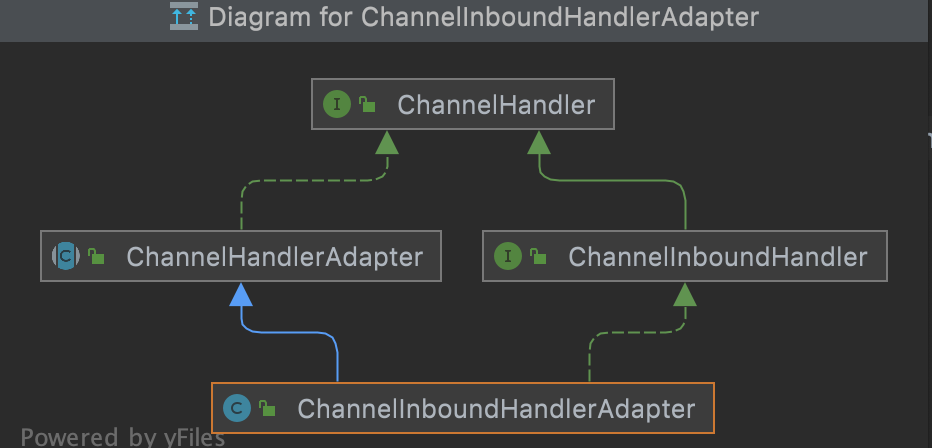 Diagram for ChannelInboundHandlerAdapter
I ChannelHandler
C ChannelHandlerAdapter
I ChannelInboundHandler
C ChannelInboundHandlerAdapter
Powered by yFiles